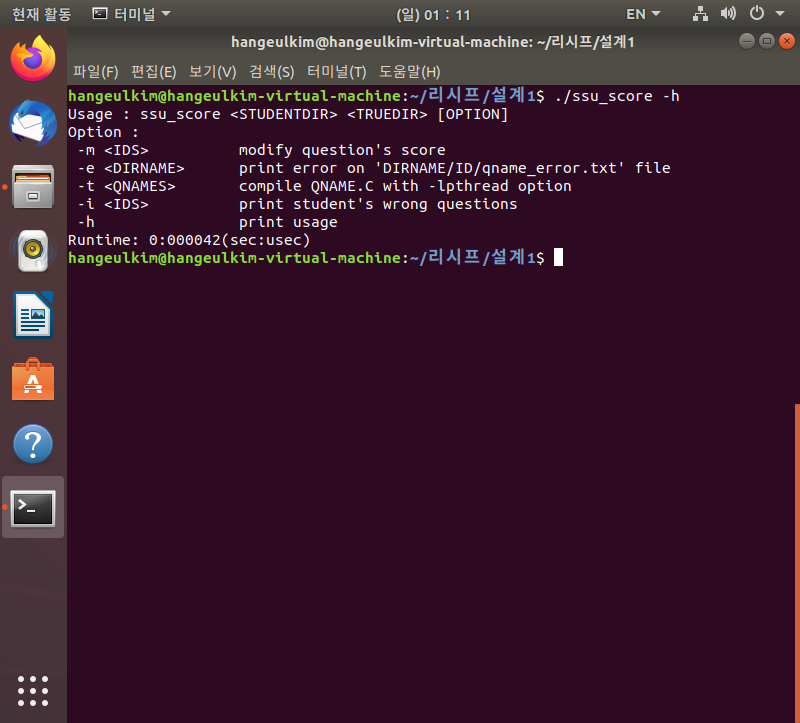 현재 활동 터미널 (일) 01 : 11 EN
hangeulkim@hangeulkim-virtual-machine: ~/리시프/설계1
파일(F) 편집(E) 보기(V) 검색(S) 터미널(T) 도움말(H)
hangeulkim@hangeulkim-virtual-machine:~/리시프/설계1$ ./ssu_score -h
Usage : ssu_score <STUDENTDIR> <TRUEDIR> [OPTION]
Option :
-m <IDS> modify question's score
-e <DIRNAME> print error on 'DIRNAME/ID/qname_error.txt' file
-t <QNAMES> compile QNAME.C with -lpthread option
-i <IDS> print student's wrong questions
-h print usage
Runtime: 0:000042(sec:usec)
hangeulkim@hangeulkim-virtual-machine:~/리시프/설계1$